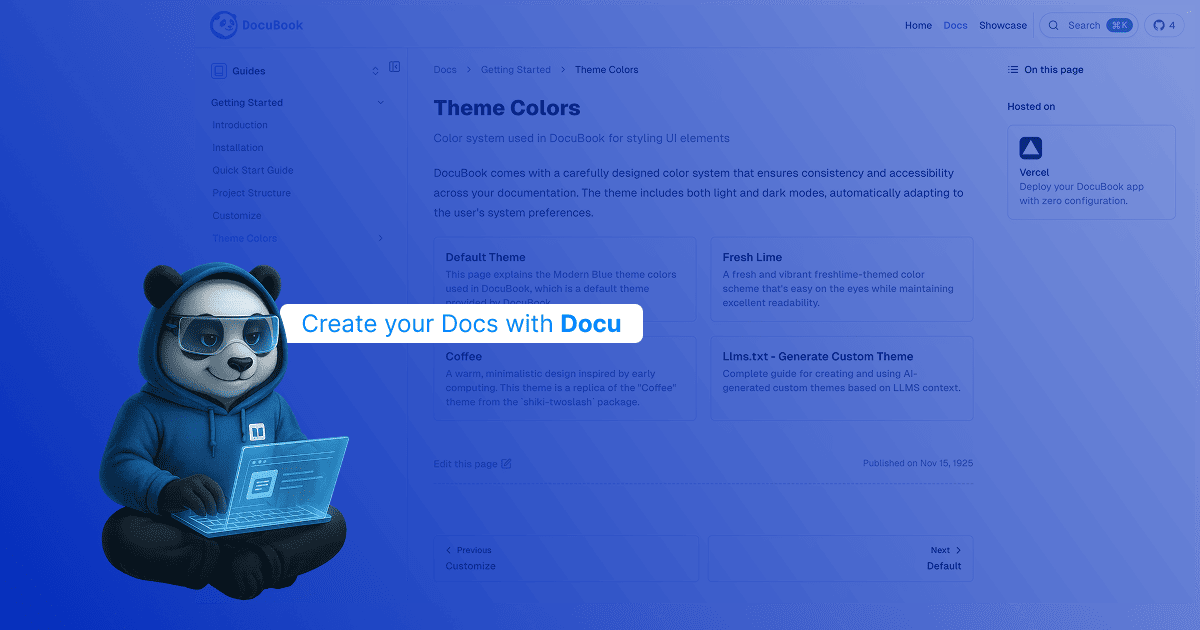 DocuBook
Home Docs Showcase Search ⌘K 4
Guides
Getting Started
Introduction
Installation
Quick Start Guide
Project Structure
Customize
Theme Colors
Docs > Getting Started > Theme Colors
Theme Colors
Color system used in DocuBook for styling UI elements
DocuBook comes with a carefully designed color system that ensures consistency and accessibility
across your documentation. The theme includes both light and dark modes, automatically adapting to
the user's system preferences.
Default Theme
This page explains the Modern Blue theme colors
used in DocuBook, which is a default theme
provided by DocuBook.
Fresh Lime
A fresh and vibrant freshlime-themed color
scheme that's easy on the eyes while maintaining
excellent readability.
Create your Docs with Docu
Coffee
A warm, minimalistic design inspired by early
computing. This theme is a replica of the "Coffee"
theme from the `shiki-twoslash` package.
Llms.txt - Generate Custom Theme
Complete guide for creating and using AI-
generated custom themes based on LLMS context.
Edit this page
Published on Nov 15, 1925
Previous
Customize
Next
Default
On this page
Hosted on
Vercel
Deploy your DocuBook app
with zero configuration.